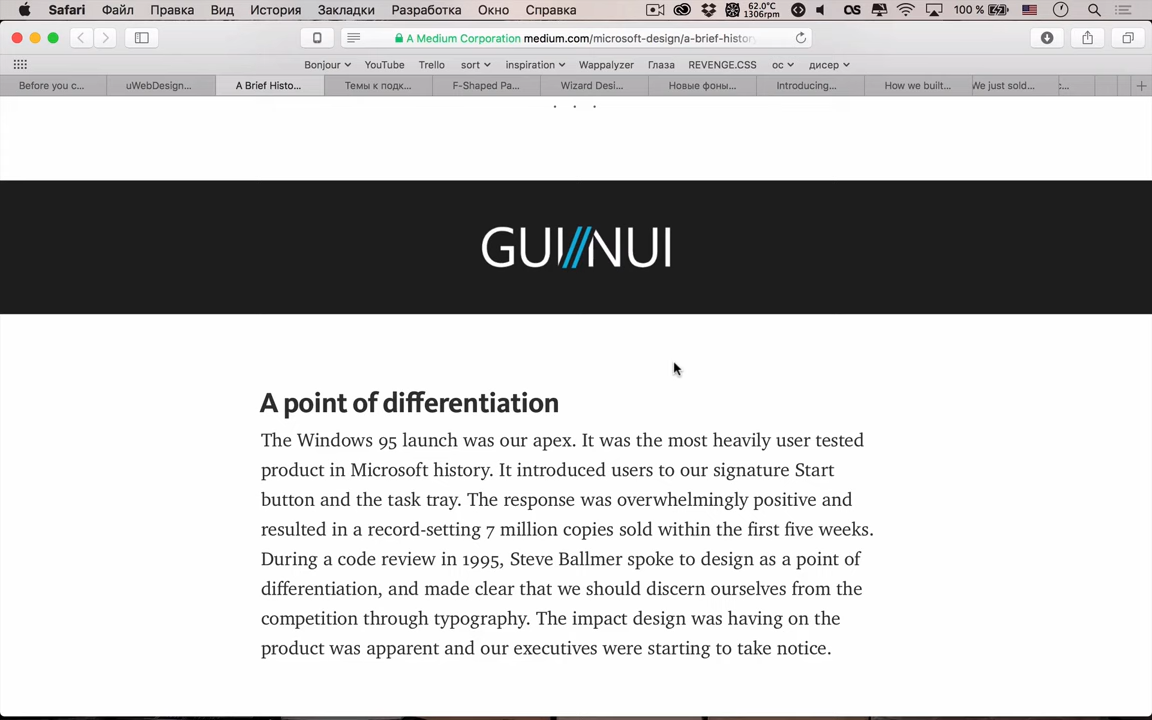 Safari Файл Правка Вид История Закладки Разработка Окно Справка 62.0°C 1306rpm 100 %
A Medium Corporation medium.com/microsoft-design/a-brief-history
Bonjour YouTube Trello sort inspiration Wappalyzer Глаза REVENGE.CSS ос дисер
Before you c... uWebDesign... A Brief Histo... Темы к подк... F-Shaped Pa... Wizard Desi... Новые фоны... Introducing,... How we built... We just sold...
GUI//NUI
A point of differentiation
The Windows 95 launch was our apex. It was the most heavily user tested
product in Microsoft history. It introduced users to our signature Start
button and the task tray. The response was overwhelmingly positive and
resulted in a record-setting 7 million copies sold within the first five weeks.
During a code review in 1995, Steve Ballmer spoke to design as a point of
differentiation, and made clear that we should discern ourselves from the
competition through typography. The impact design was having on the
product was apparent and our executives were starting to take notice.